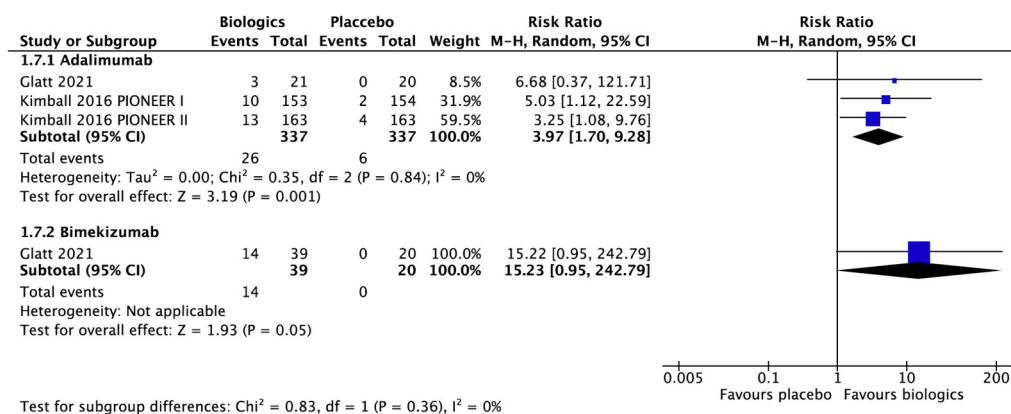 Biologics Placcebo Risk Ratio Risk Ratio
Study or Subgroup Events Total Events Total Weight M-H, Random, 95% CI M-H, Random, 95% CI
1.7.1 Adalimumab
Glatt 2021 3 21 0 20 8.5% 6.68 [0.37, 121.71]
Kimball 2016 PIONEER I 10 153 2 154 31.9% 5.03 [1.12, 22.59]
Kimball 2016 PIONEER II 13 163 4 163 59.5% 3.25 [1.08, 9.76]
Subtotal (95% CI) 337 337 100.0% 3.97 [1.70, 9.28]
Total events 26 6
Heterogeneity: Tau² = 0.00; Chi² = 0.35, df = 2 (P = 0.84); I² = 0%
Test for overall effect: Z = 3.19 (P = 0.001)
1.7.2 Bimekizumab
Glatt 2021 14 39 0 20 100.0% 15.22 [0.95, 242.79]
Subtotal (95% CI) 39 20 100.0% 15.23 [0.95, 242.79]
Total events 14 0
Heterogeneity: Not applicable
Test for overall effect: Z = 1.93 (P = 0.05)
0.005 0.1 1 10 200
Favours placebo Favours biologics
Test for subgroup differences: Chi² = 0.83, df = 1 (P = 0.36), I² = 0%